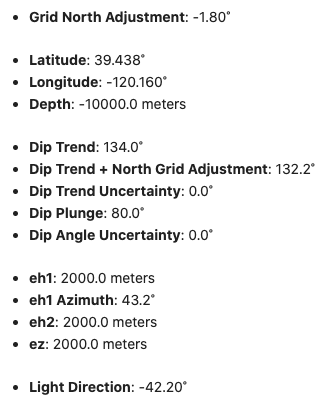 • Grid North Adjustment: -1.80˚
• Latitude: 39.438˚
• Longitude: -120.160˚
• Depth: -10000.0 meters
• Dip Trend: 134.0˚
• Dip Trend + North Grid Adjustment: 132.2˚
• Dip Trend Uncertainty: 0.0˚
• Dip Plunge: 80.0˚
• Dip Angle Uncertainty: 0.0˚
• eh1: 2000.0 meters
• eh1 Azimuth: 43.2˚
• eh2: 2000.0 meters
• ez: 2000.0 meters
• Light Direction: -42.20˚